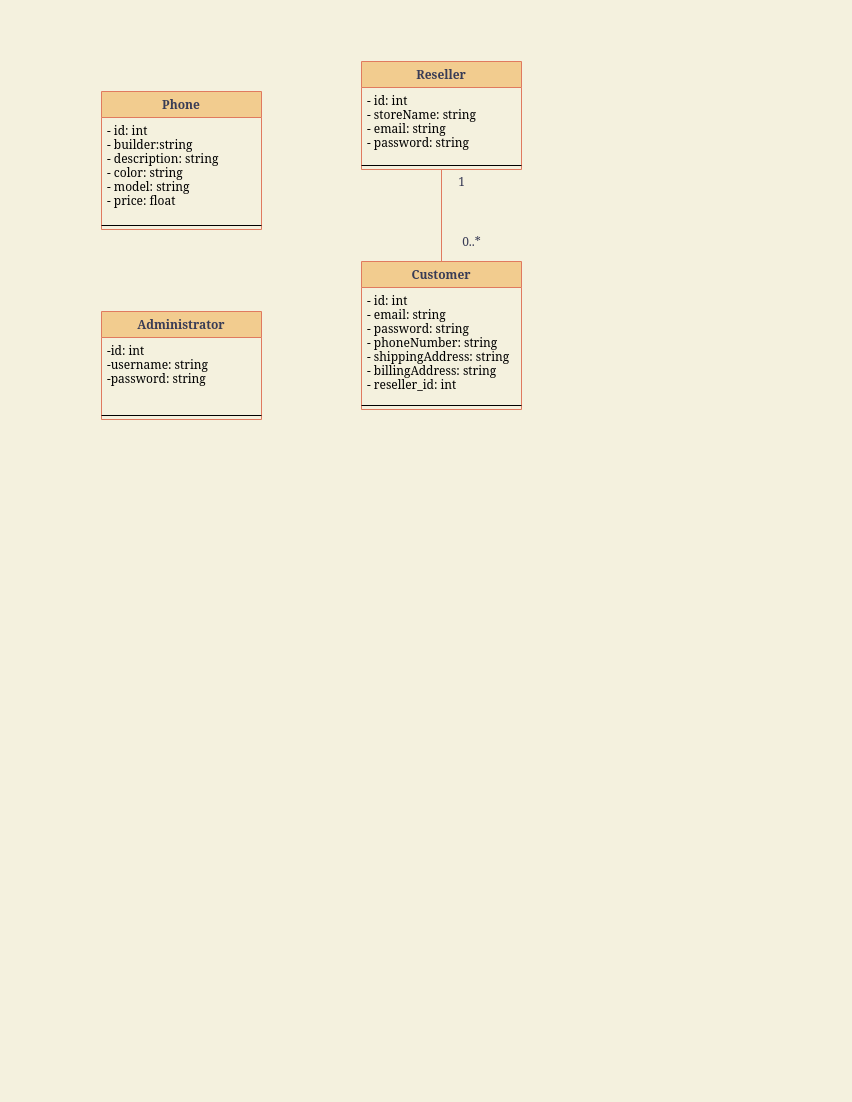 Phone
- id: int
- builder:string
- description: string
- color: string
- model: string
- price: float
Reseller
- id: int
- storeName: string
- email: string
- password: string
1
0..*
Customer
- id: int
- email: string
- password: string
- phoneNumber: string
- shippingAddress: string
- billingAddress: string
- reseller_id: int
Administrator
-id: int
-username: string
-password: string